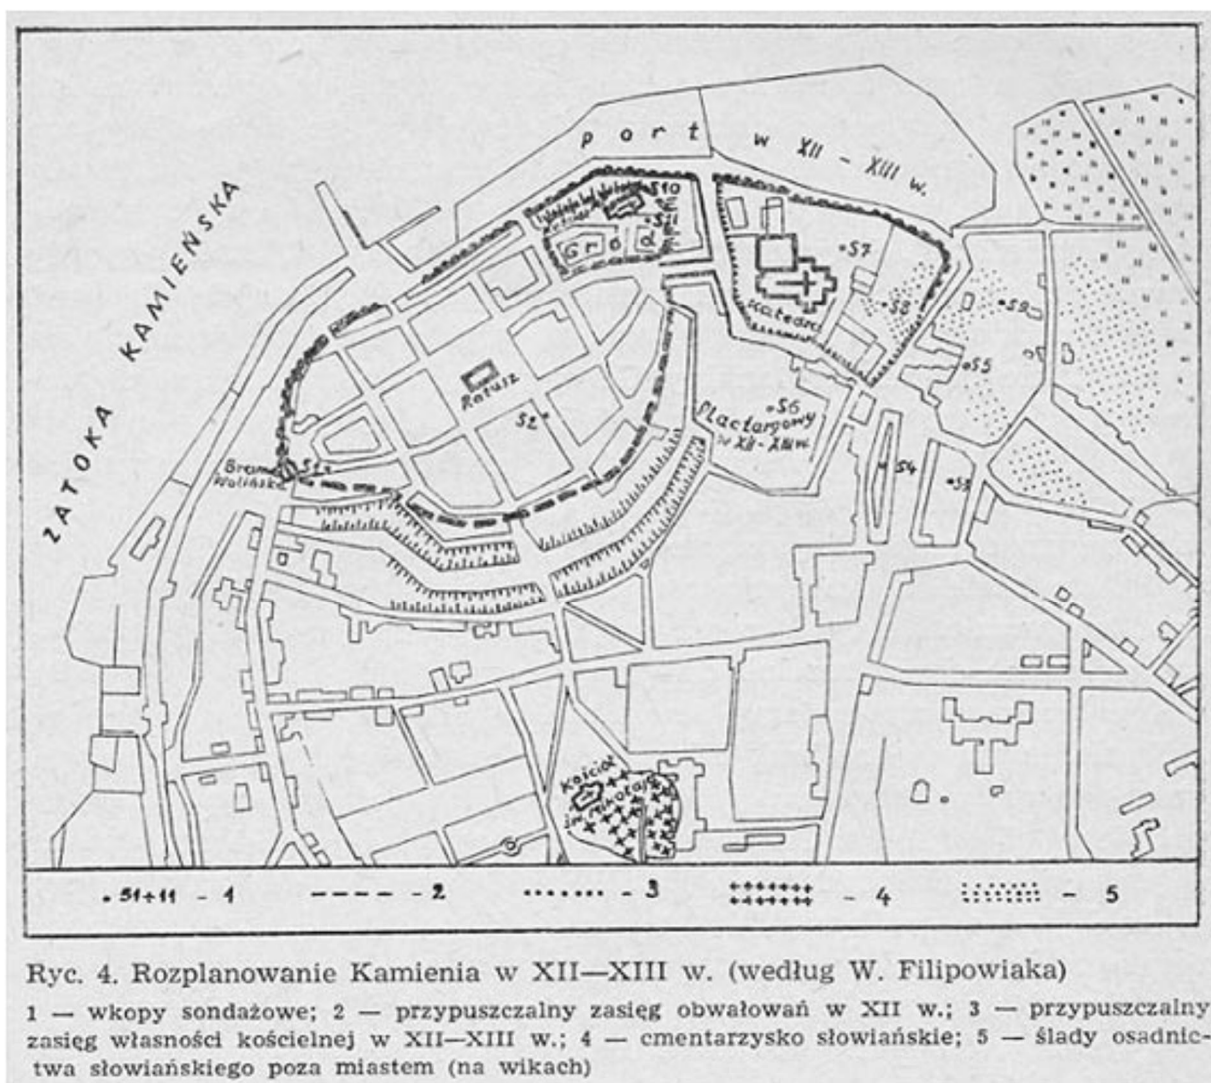 port w XII - XIII w.
ZATOKA KAMIEŃSKA
S10
S11
Gród
S7
S8
S9
Katedra
S5
Ratusz
S2
S6
Plac targowy
w XII-XIII w.
Brama
Wolińska
S1
S4
S3
Kościół
św. Mikołaja
S1÷11 - 1
- 2
- 3
- 4
- 5
Ryc. 4. Rozplanowanie Kamienia w XII—XIII w. (według W. Filipowiaka)
1 — wkopy sondażowe; 2 — przypuszczalny zasięg obwałowań w XII w.; 3 — przypuszczalny
zasięg własności kościelnej w XII—XIII w.; 4 — cmentarzysko słowiańskie; 5 — ślady osadnic-
twa słowiańskiego poza miastem (na wikach)